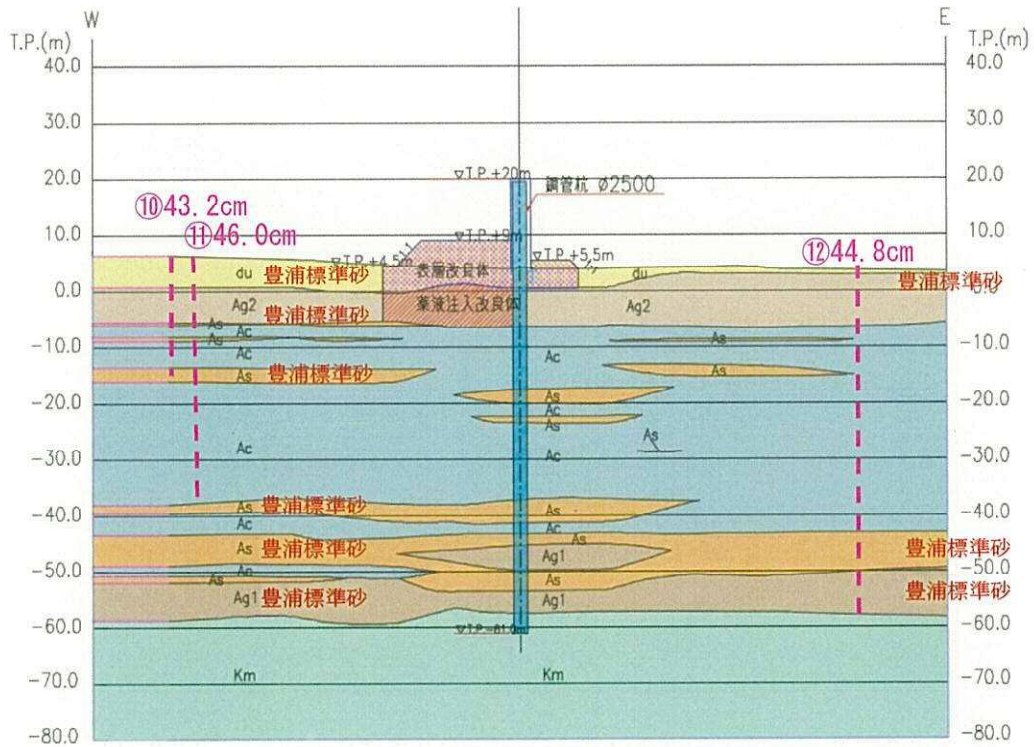 W
E
T.P.(m)
T.P.(m)
40.0
40.0
30.0
30.0
20.0
▽T.P.+20m
20.0
鋼管杭 ø2500
⑩43.2cm
⑪46.0cm
10.0
▽T.P.+9m
10.0
⑫44.8cm
▽T.P.+4.5m
▽T.P.+5.5m
1:1
du
豊浦標準砂
表層改良体
du
豊浦標準砂
0.0
0.0
Ag2
豊浦標準砂
薬液注入改良体
Ag2
As
Ac
As
As
-10.0
-10.0
Ac
Ac
As
豊浦標準砂
As
-20.0
As
-20.0
Ac
As
As
Ac
Ac
-30.0
-30.0
As
豊浦標準砂
As
-40.0
-40.0
Ac
Ac
As
豊浦標準砂
As
豊浦標準砂
Ag1
-50.0
Ac
-50.0
As
As
Ag1
豊浦標準砂
Ag1
豊浦標準砂
-60.0
▽T.P.-61.0m
-60.0
Km
Km
-70.0
-70.0
-80.0
-80.0